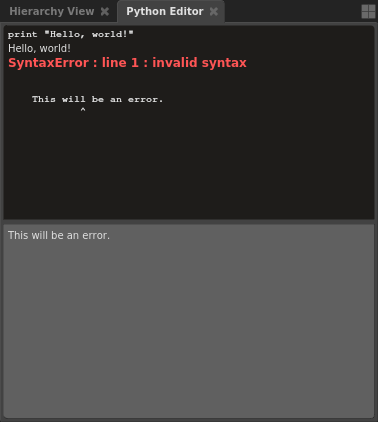 Hierarchy View
Python Editor
print "Hello, world!"
Hello, world!
SyntaxError : line 1 : invalid syntax
This will be an error.
^
This will be an error.